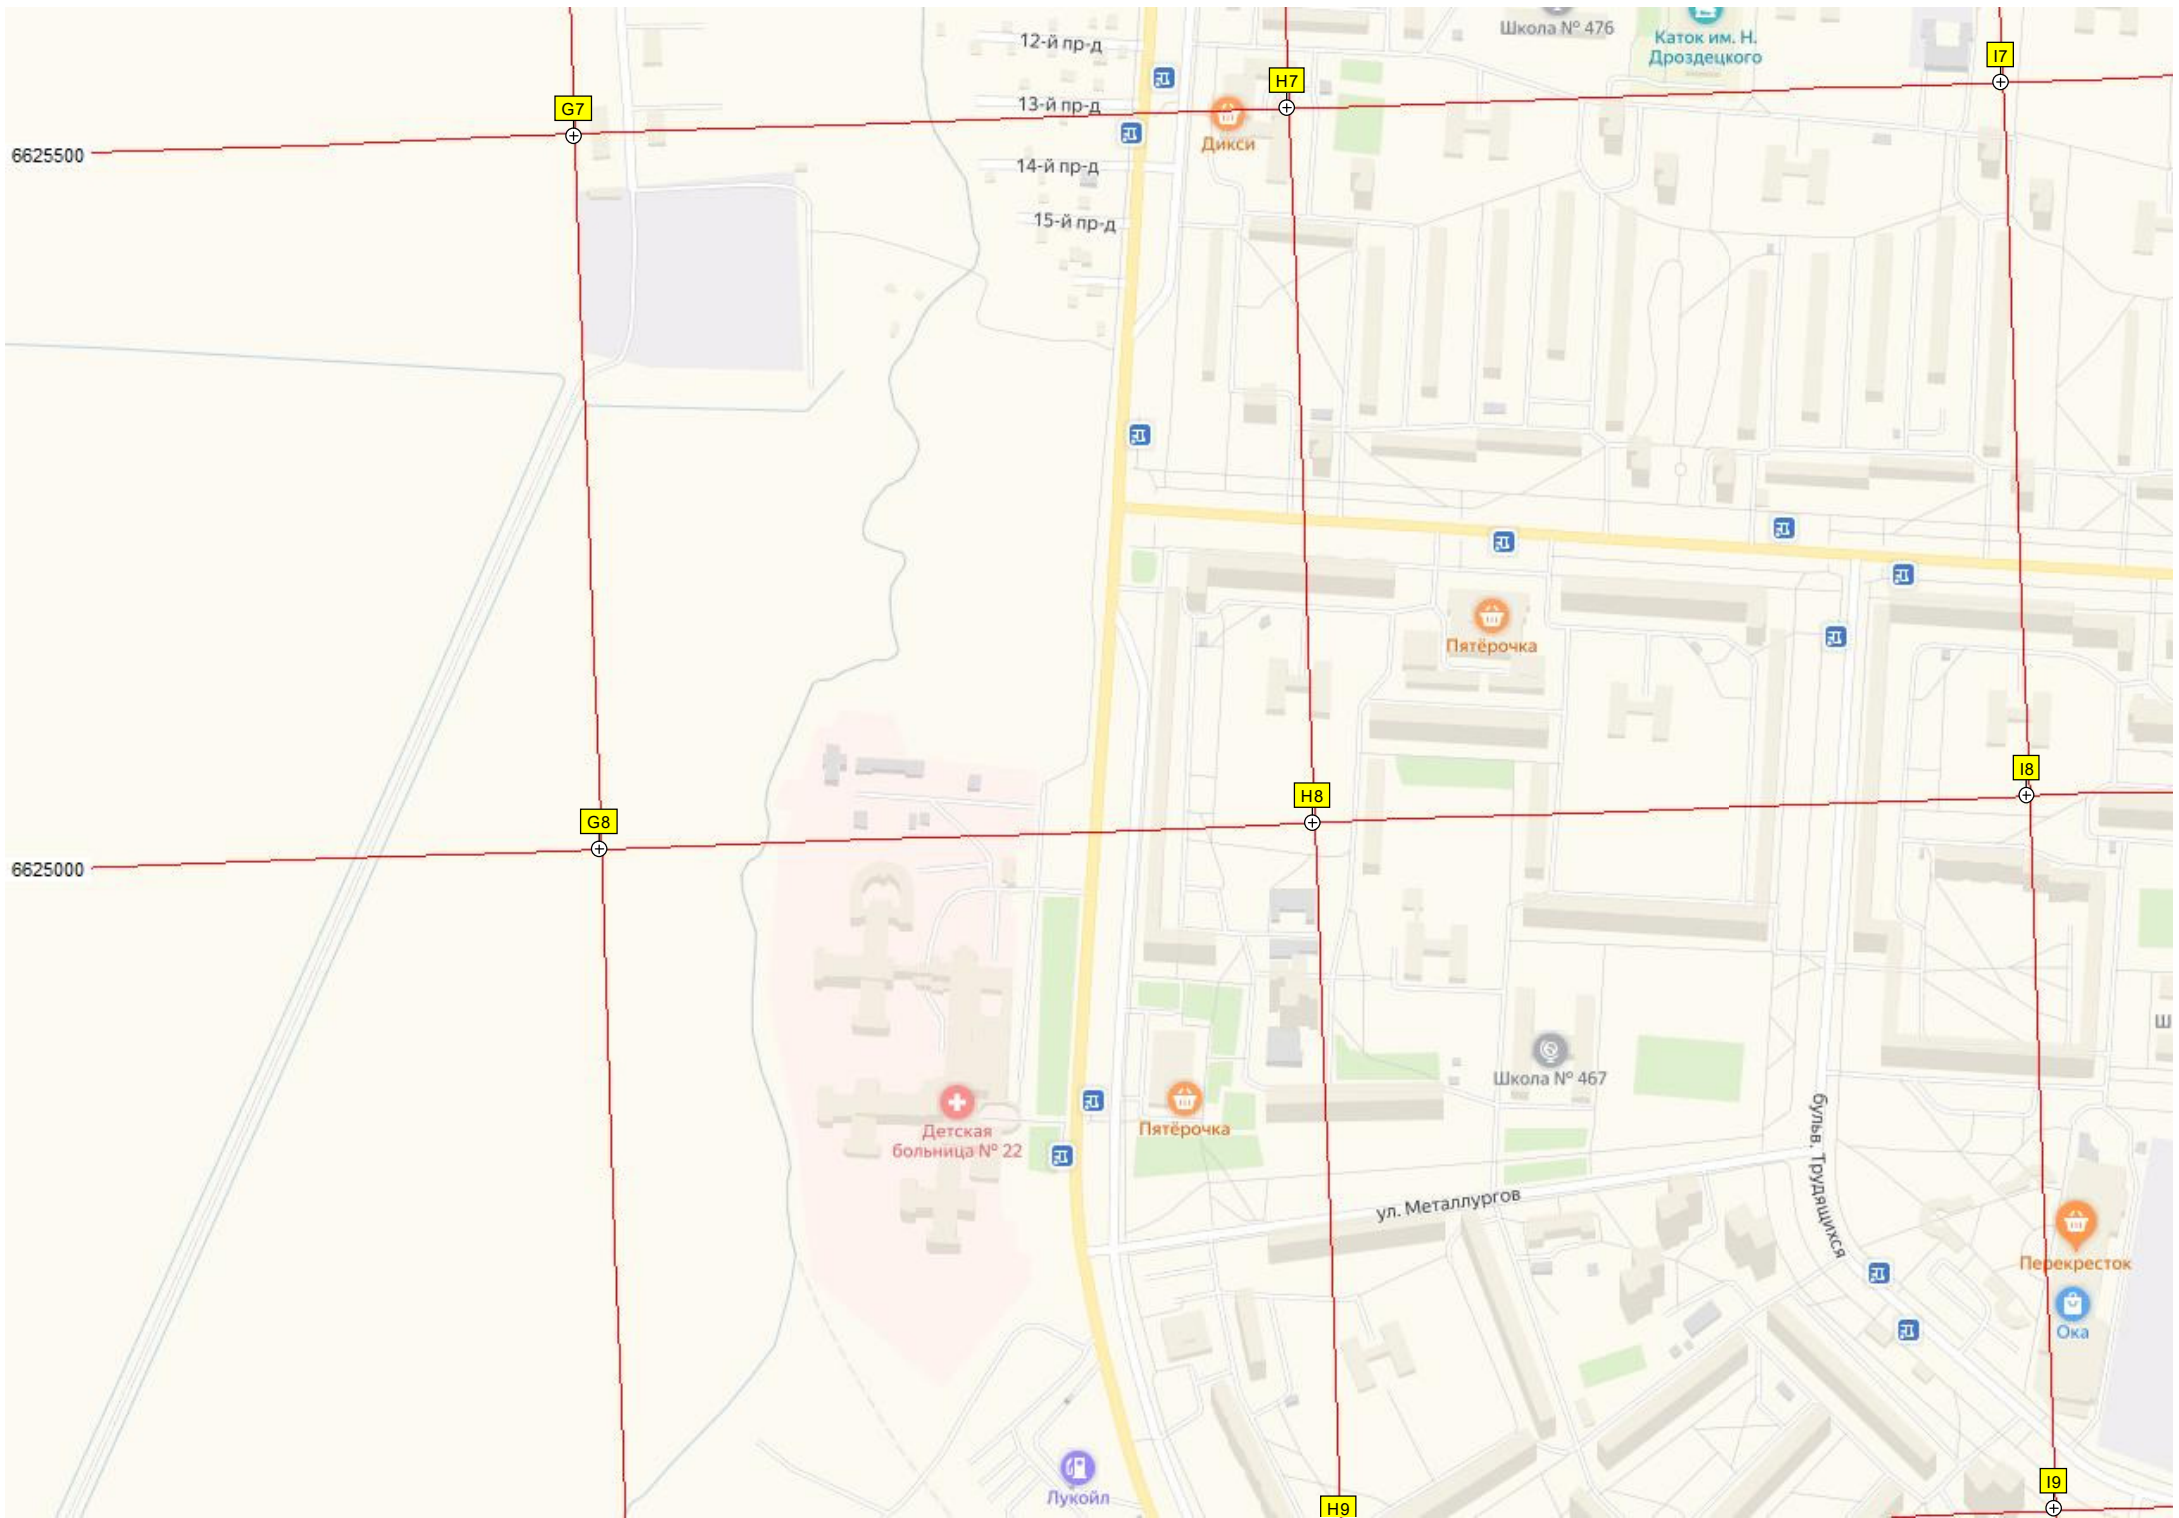 Школа № 476
Каток им. Н.
Дроздецкого
12-й пр-д
I7
H7
G7
13-й пр-д
6625500
Дикси
14-й пр-д
15-й пр-д
Пятёрочка
I8
H8
G8
6625000
Ш
Школа № 467
Пятёрочка
Детская
больница № 22
бульв. Трудящихся
ул. Металлургов
Перекресток
Ока
I9
Лукойл
H9